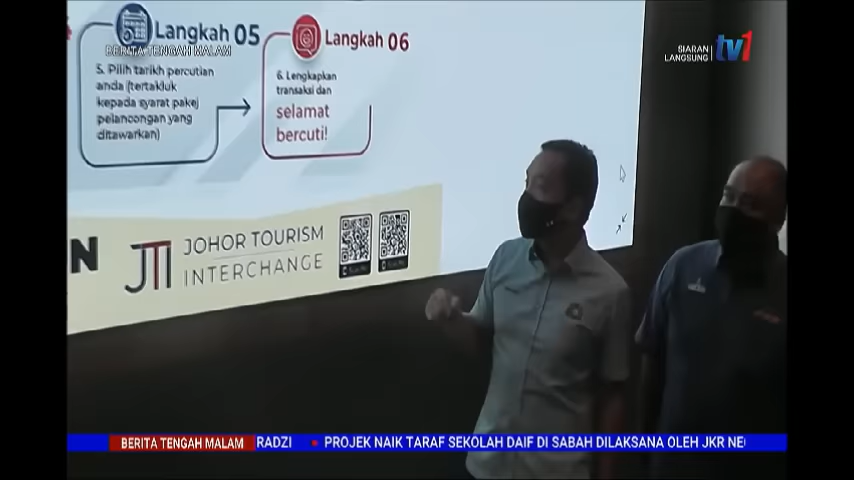 Langkah 05
BERITA TENGAH MALAM
5. Pilih tarikh percutian
anda (tertakluk
kepada syarat pakej
pelancongan yang
ditawarkan)
Langkah 06
6. Lengkapkan
transaksi dan
selamat
bercuti!
SIARAN
LANGSUNG
tv1
N
JTI
JOHOR TOURISM
INTERCHANGE
BERITA TENGAH MALAM
RADZI • PROJEK NAIK TARAF SEKOLAH DAIF DI SABAH DILAKSANA OLEH JKR NE